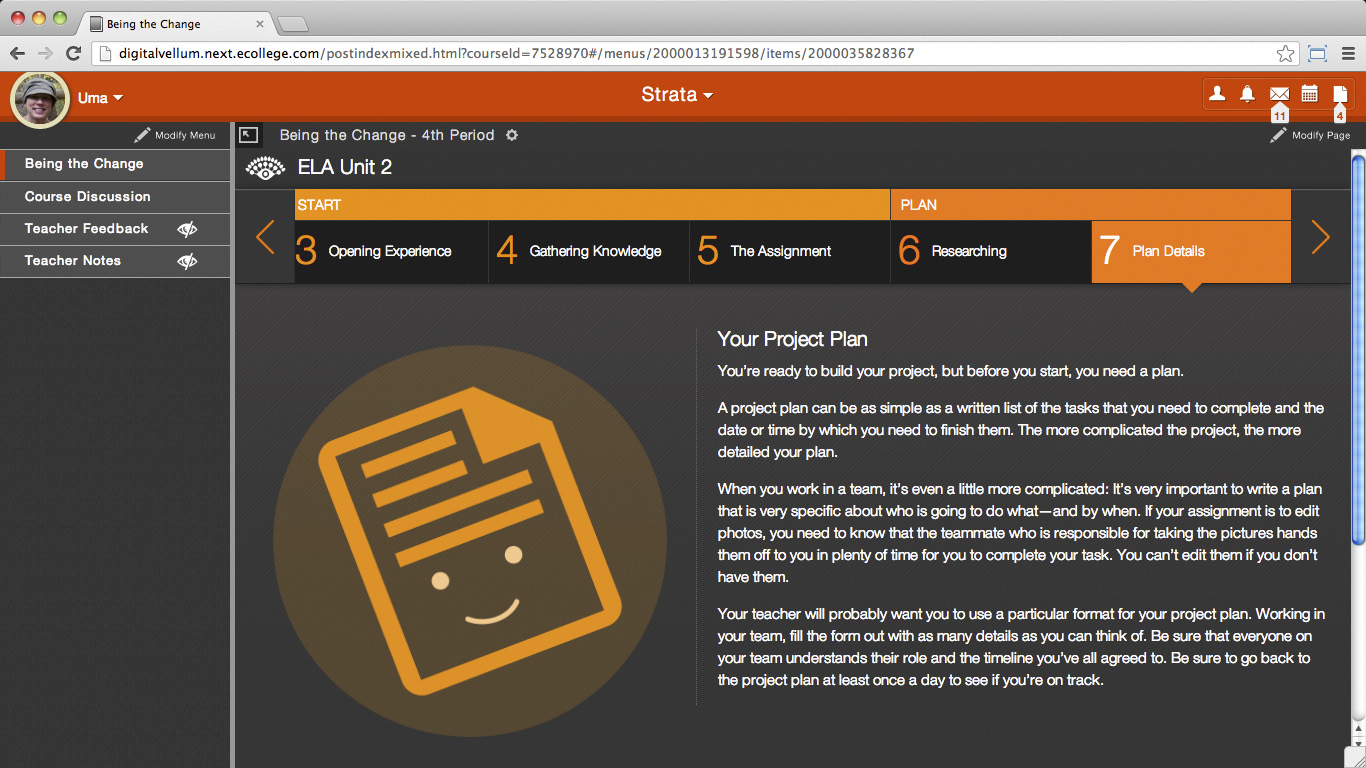 Being the Change
digitalvellum.next.ecollege.com/postindexmixed.html?courseId=7528970#/menus/2000013191598/items/2000035828367
Uma
Strata
11
4
Modify Menu
Being the Change - 4th Period
Modify Page
Being the Change
Course Discussion
Teacher Feedback
Teacher Notes
ELA Unit 2
START
PLAN
3 Opening Experience
4 Gathering Knowledge
5 The Assignment
6 Researching
7 Plan Details
Your Project Plan
You're ready to build your project, but before you start, you need a plan.
A project plan can be as simple as a written list of the tasks that you need to complete and the
date or time by which you need to finish them. The more complicated the project, the more
detailed your plan.
When you work in a team, it's even a little more complicated: It's very important to write a plan
that is very specific about who is going to do what—and by when. If your assignment is to edit
photos, you need to know that the teammate who is responsible for taking the pictures hands
them off to you in plenty of time for you to complete your task. You can't edit them if you don't
have them.
Your teacher will probably want you to use a particular format for your project plan. Working in
your team, fill the form out with as many details as you can think of. Be sure that everyone on
your team understands their role and the timeline you've all agreed to. Be sure to go back to
the project plan at least once a day to see if you're on track.